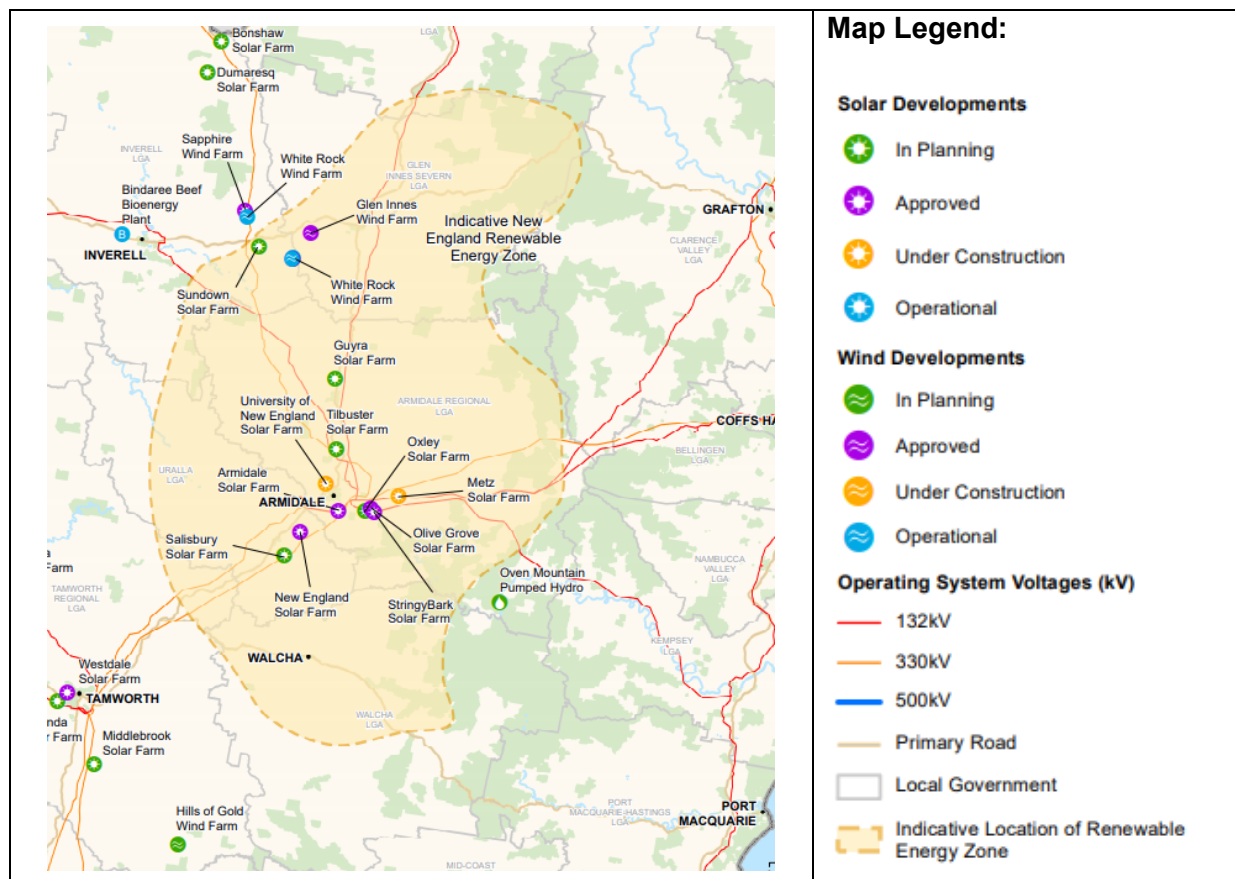 LGA
Bonshaw
Solar Farm
Dumaresq
Solar Farm
Sapphire
Wind Farm
INVERELL
LGA
White Rock
Wind Farm
GLEN
INNES SEVERN
LGA
Bindaree Beef
Bioenergy
Plant
B
INVERELL
Glen Innes
Wind Farm
Indicative New
England Renewable
Energy Zone
GRAFTON
CLARENCE
VALLEY
LGA
White Rock
Wind Farm
Sundown
Solar Farm
Guyra
Solar Farm
University of
New England
Solar Farm
Tilbuster
Solar Farm
ARMIDALE REGIONAL
LGA
COFFS HA
Oxley
Solar Farm
BELLINGEN
LGA
URALLA
LGA
Armidale
Solar Farm
ARMIDALE
Metz
Solar Farm
Salisbury
Solar Farm
Olive Grove
Solar Farm
a
Farm
TAMWORTH
REGIONAL
LGA
New England
Solar Farm
StringyBark
Solar Farm
Oven Mountain
Pumped Hydro
NAMBUCCA
VALLEY
LGA
KEMPSEY
LGA
WALCHA
Westdale
Solar Farm
TAMWORTH
WALCHA
LGA
nda
r Farm
Middlebrook
Solar Farm
Hills of Gold
Wind Farm
PORT
MACQUARIE-HASTINGS
LGA
PORT
MACQUARIE
MID-COAST
Map Legend:
Solar Developments
In Planning
Approved
Under Construction
Operational
Wind Developments
In Planning
Approved
Under Construction
Operational
Operating System Voltages (kV)
132kV
330kV
500kV
Primary Road
Local Government
Indicative Location of Renewable
Energy Zone